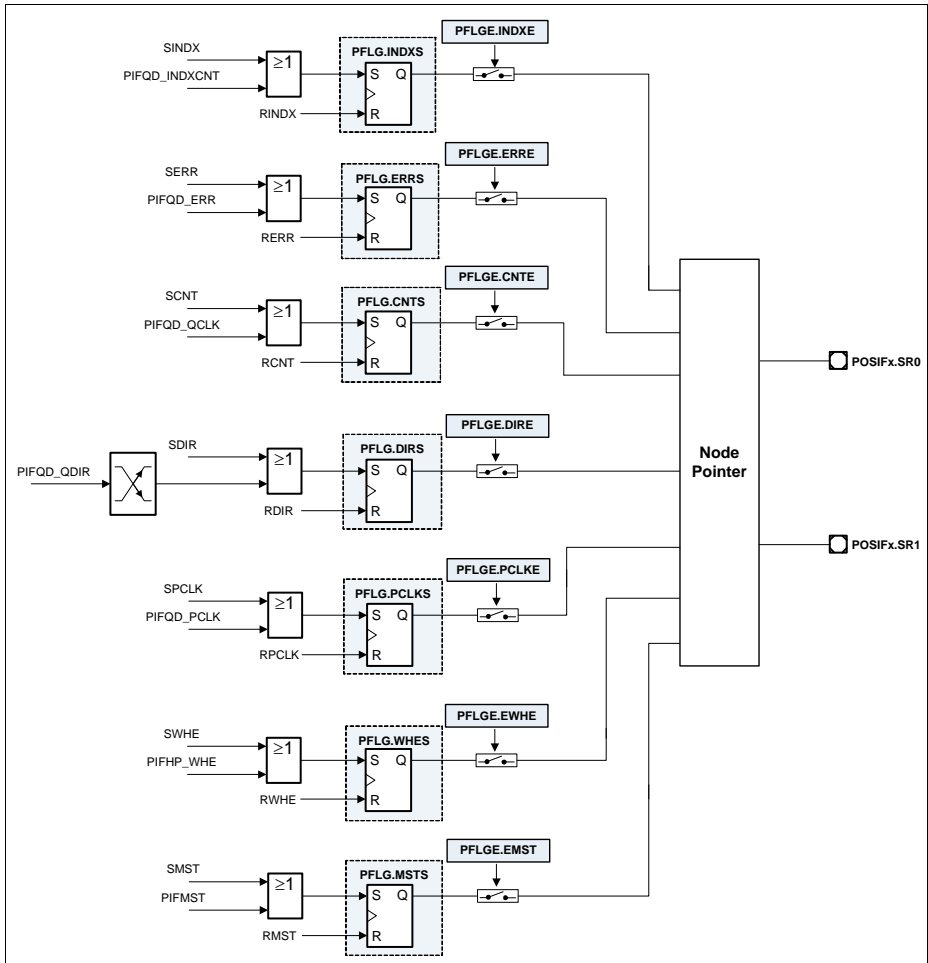 PFLGE.INDXE
SINDX
PIFQD_INDXCNT
≥1
PFLG.INDXS
S Q
R
RINDX
PFLGE.ERRE
SERR
PIFQD_ERR
≥1
PFLG.ERRS
S Q
R
RERR
PFLGE.CNTE
SCNT
PIFQD_QCLK
≥1
PFLG.CNTS
S Q
R
RCNT
PFLGE.DIRE
PIFQD_QDIR
SDIR
≥1
PFLG.DIRS
S Q
R
RDIR
PFLGE.PCLKE
SPCLK
PIFQD_PCLK
≥1
PFLG.PCLKS
S Q
R
RPCLK
PFLGE.EWHE
SWHE
PIFHP_WHE
≥1
PFLG.WHES
S Q
R
RWHE
PFLGE.EMST
SMST
PIFMST
≥1
PFLG.MSTS
S Q
R
RMST
Node
Pointer
POSIFx.SR0
POSIFx.SR1